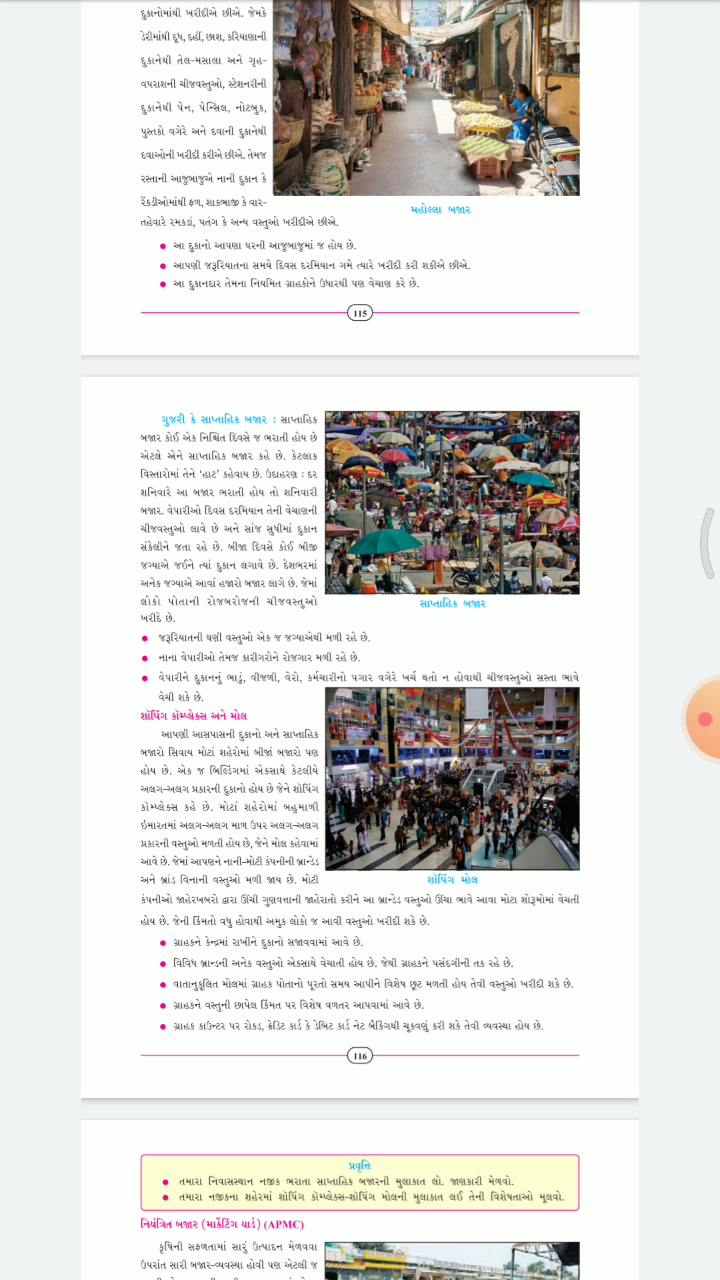 દુકાનોમાંથી ખરીદીએ છીએ. જેમકે
ડેરીમાંથી દૂધ, દહીં, છાશ, કરિયાણાની
દુકાનેથી તેલ-મસાલા અને ગૃહ-
વપરાશની ચીજવસ્તુઓ, સ્ટેશનરીની
દુકાનેથી પેન, પેન્સિલ, નોટબુક,
પુસ્તકો વગેરે અને દવાની દુકાનેથી
દવાઓની ખરીદી કરીએ છીએ. તેમજ
રસ્તાની આજુબાજુએ નાની દુકાન કે
રેંકડીઓમાંથી ફળ, શાકભાજી કે વાર-
તહેવારે રમકડાં, પતંગ કે અન્ય વસ્તુઓ ખરીદીએ છીએ.
મહોલ્લા બજાર
• આ દુકાનો આપણા ઘરની આજુબાજુમાં જ હોય છે.
• આપણી જરૂરિયાતના સમયે દિવસ દરમિયાન ગમે ત્યારે ખરીદી કરી શકીએ છીએ.
• આ દુકાનદાર તેમના નિયમિત ગ્રાહકોને ઉધારથી પણ વેચાણ કરે છે.
115
ગુજરી કે સાપ્તાહિક બજાર : સાપ્તાહિક
બજાર કોઈ એક નિશ્ચિત દિવસે જ ભરાતી હોય છે
એટલે એને સાપ્તાહિક બજાર કહે છે. કેટલાક
વિસ્તારોમાં તેને ‘હાટ’ કહેવાય છે. ઉદાહરણ : દર
શનિવારે આ બજાર ભરાતી હોય તો શનિવારી
બજાર. વેપારીઓ દિવસ દરમિયાન તેની વેચાણની
ચીજવસ્તુઓ લાવે છે અને સાંજ સુધીમાં દુકાન
સંકેલીને જતા રહે છે. બીજા દિવસે કોઈ બીજી
જગ્યાએ જઈને ત્યાં દુકાન લગાવે છે. દેશભરમાં
અનેક જગ્યાએ આવાં હજારો બજાર લાગે છે. જેમાં
લોકો પોતાની રોજબરોજની ચીજવસ્તુઓ
ખરીદે છે.
સાપ્તાહિક બજાર
• જરૂરિયાતની ઘણી વસ્તુઓ એક જ જગ્યાએથી મળી રહે છે.
• નાના વેપારીઓ તેમજ કારીગરોને રોજગાર મળી રહે છે.
• વેપારીને દુકાનનું ભાડું, વીજળી, વેરો, કર્મચારીનો પગાર વગેરે ખર્ચ થતો ન હોવાથી ચીજવસ્તુઓ સસ્તા ભાવે
વેચી શકે છે.
શૉપિંગ કૉમ્પ્લેક્સ અને મોલ
આપણી આસપાસની દુકાનો અને સાપ્તાહિક
બજારો સિવાય મોટાં શહેરોમાં બીજાં બજારો પણ
હોય છે. એક જ બિલ્ડિંગમાં એકસાથે કેટલીયે
અલગ-અલગ પ્રકારની દુકાનો હોય છે જેને શૉપિંગ
કૉમ્પ્લેક્સ કહે છે. મોટાં શહેરોમાં બહુમાળી
ઇમારતમાં અલગ-અલગ માળ ઉપર અલગ-અલગ
પ્રકારની વસ્તુઓ મળતી હોય છે, જેને મોલ કહેવામાં
આવે છે. જેમાં આપણને નાની-મોટી કંપનીની બ્રાન્ડેડ
અને બ્રાંડ વિનાની વસ્તુઓ મળી જાય છે. મોટી
શૉપિંગ મોલ
કંપનીઓ જાહેરખબરો દ્વારા ઊંચી ગુણવત્તાની જાહેરાતો કરીને આ બ્રાન્ડેડ વસ્તુઓ ઊંચા ભાવે આવા મોટા શોરૂમોમાં વેચતી
હોય છે. જેની કિંમતો વધુ હોવાથી અમુક લોકો જ આવી વસ્તુઓ ખરીદી શકે છે.
• ગ્રાહકને કેન્દ્રમાં રાખીને દુકાનો સજાવવામાં આવે છે.
• વિવિધ બ્રાન્ડની અનેક વસ્તુઓ એકસાથે વેચાતી હોય છે. જેથી ગ્રાહકને પસંદગીની તક રહે છે.
• વાતાનુકૂલિત મોલમાં ગ્રાહક પોતાનો પૂરતો સમય આપીને વિશેષ છૂટ મળતી હોય તેવી વસ્તુઓ ખરીદી શકે છે.
• ગ્રાહકને વસ્તુની છાપેલ કિંમત પર વિશેષ વળતર આપવામાં આવે છે.
• ગ્રાહક કાઉન્ટર પર રોકડ, ક્રેડિટ કાર્ડ કે ડેબિટ કાર્ડ નેટ બૅંકિંગથી ચૂકવણું કરી શકે તેવી વ્યવસ્થા હોય છે.
116
પ્રવૃત્તિ
• તમારા નિવાસસ્થાન નજીક ભરાતા સાપ્તાહિક બજારની મુલાકાત લો. જાણકારી મેળવો.
• તમારા નજીકના શહેરમાં શૉપિંગ કૉમ્પ્લેક્સ-શૉપિંગ મોલની મુલાકાત લઈ તેની વિશેષતાઓ મૂલવો.
નિયંત્રિત બજાર (માર્કેટિંગ યાર્ડ) (APMC)
કૃષિની સફળતામાં સારું ઉત્પાદન મેળવવા
ઉપરાંત સારી બજાર-વ્યવસ્થા હોવી પણ એટલી જ